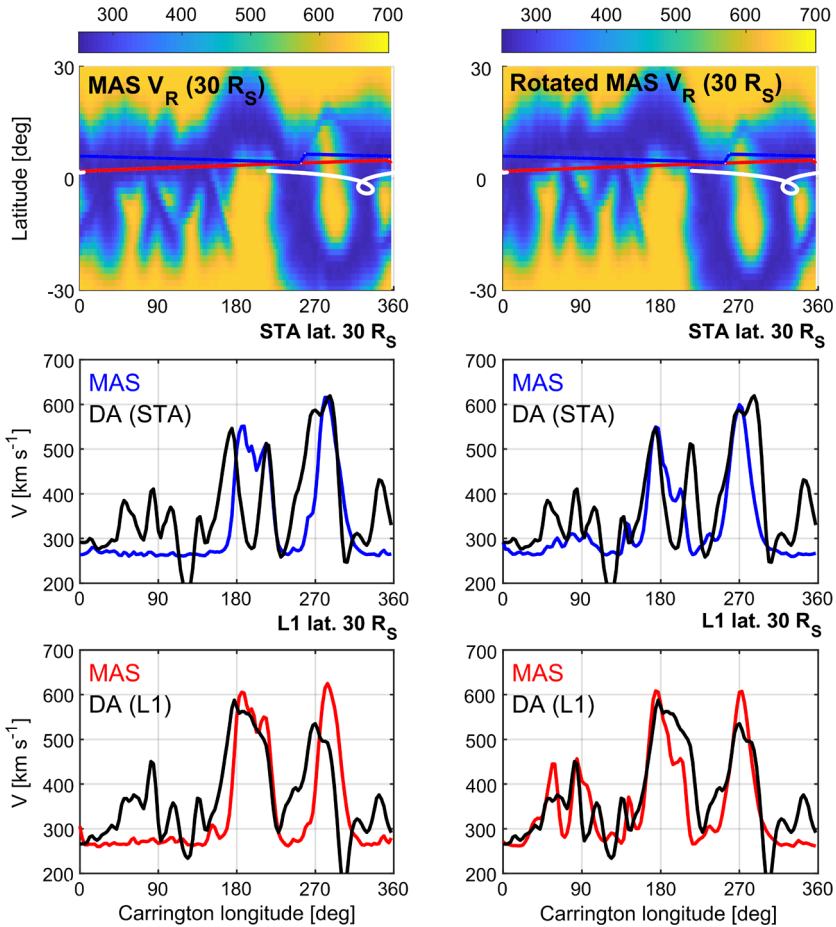 300 400 500 600 700
300 400 500 600 700
MAS V_R (30 R_S)
Rotated MAS V_R (30 R_S)
Latitude [deg]
30
0
-30
0 90 180 270 360
0 90 180 270 360
STA lat. 30 R_S
STA lat. 30 R_S
V [km s⁻¹]
700
600
500
400
300
200
MAS
DA (STA)
0 90 180 270 360
700
600
500
400
300
200
MAS
DA (STA)
0 90 180 270 360
L1 lat. 30 R_S
L1 lat. 30 R_S
V [km s⁻¹]
700
600
500
400
300
200
MAS
DA (L1)
0 90 180 270 360
Carrington longitude [deg]
700
600
500
400
300
200
MAS
DA (L1)
0 90 180 270 360
Carrington longitude [deg]